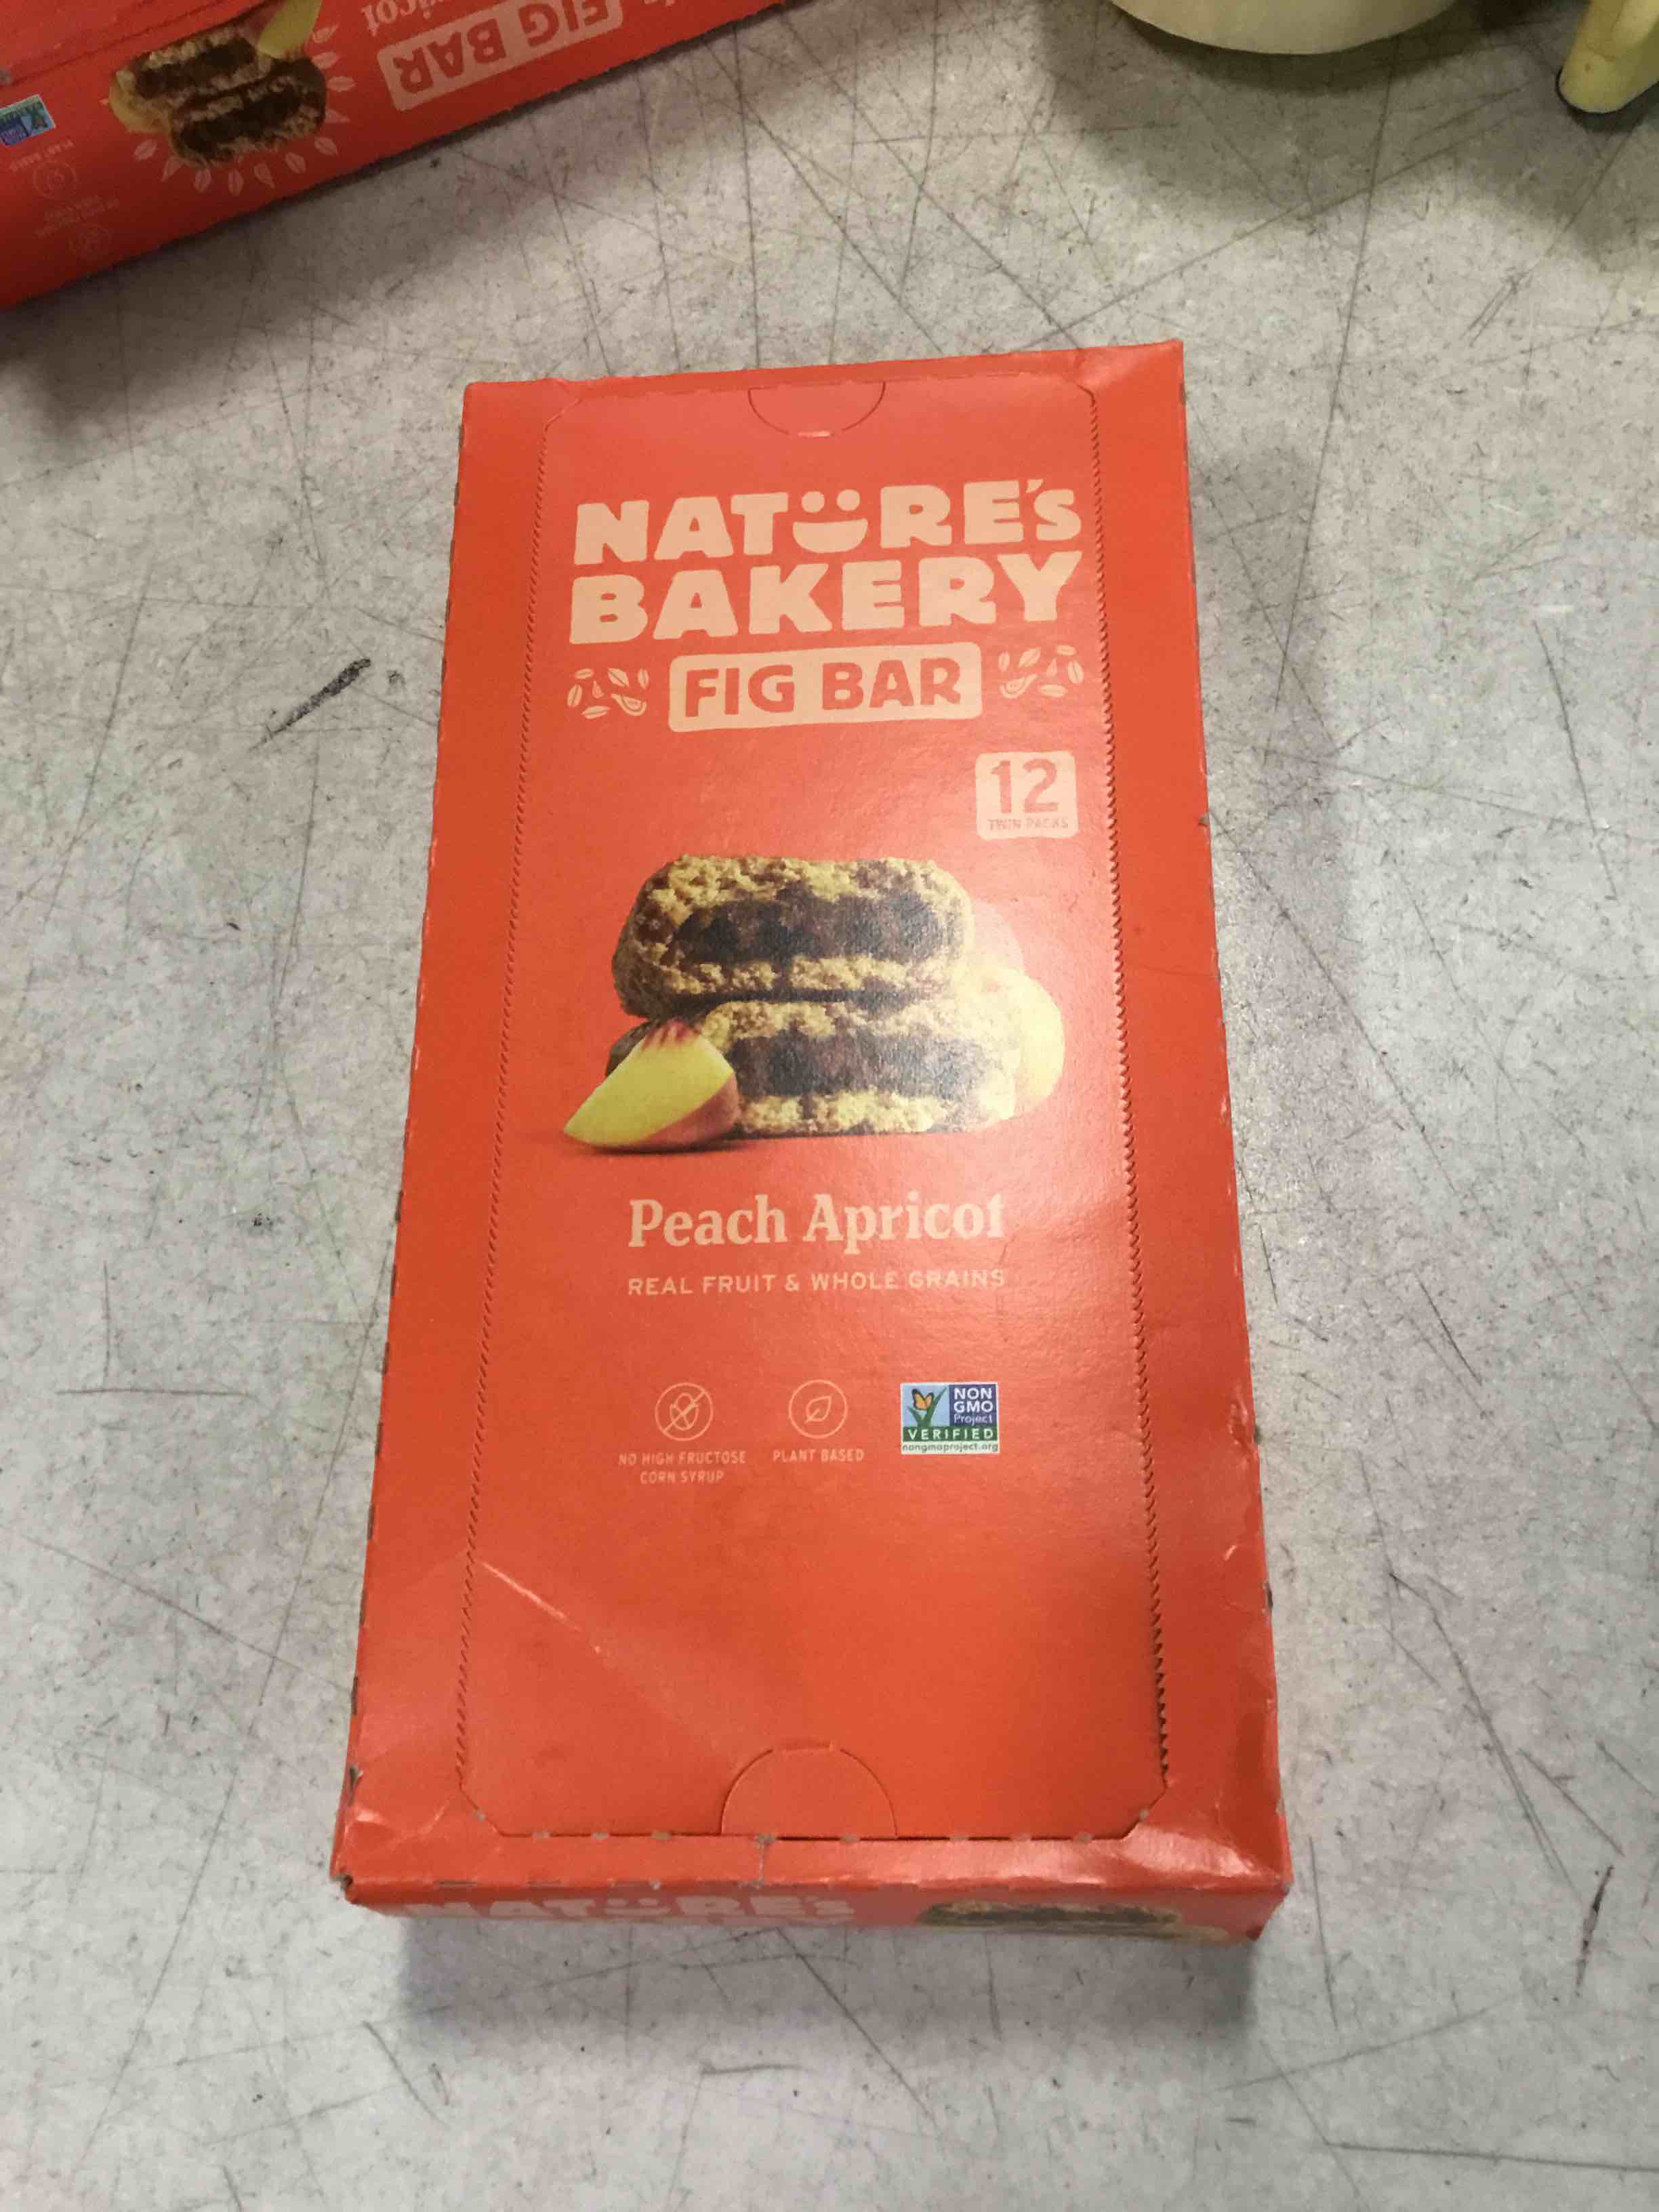 FIG BAR
NATURE'S
BAKERY
FIG BAR
12
TWIN PACKS
Peach Apricot
REAL FRUIT & WHOLE GRAINS
NO HIGH FRUCTOSE
CORN SYRUP
PLANT BASED
NON
GMO
Project
VERIFIED
nongmoproject.org
NATURE'S